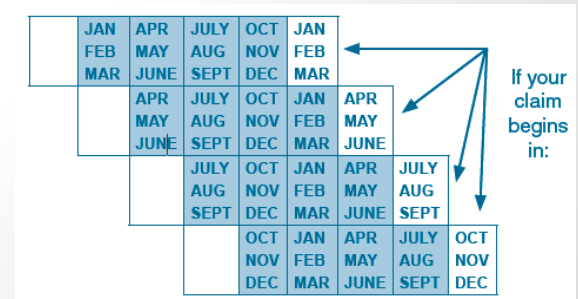 JAN APR JULY OCT JAN
FEB MAY AUG NOV FEB
MAR JUNE SEPT DEC MAR
APR JULY OCT JAN APR
MAY AUG NOV FEB MAY
JUNE SEPT DEC MAR JUNE
JULY OCT JAN APR JULY
AUG NOV FEB MAY AUG
SEPT DEC MAR JUNE SEPT
OCT JAN APR JULY OCT
NOV FEB MAY AUG NOV
DEC MAR JUNE SEPT DEC
If your
claim
begins
in: